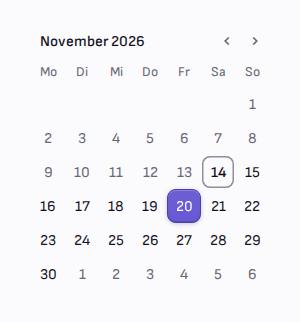 November 2026
Mo Di Mi Do Fr Sa So
1
2 3 4 5 6 7 8
9 10 11 12 13 14 15
16 17 18 19 20 21 22
23 24 25 26 27 28 29
30 1 2 3 4 5 6